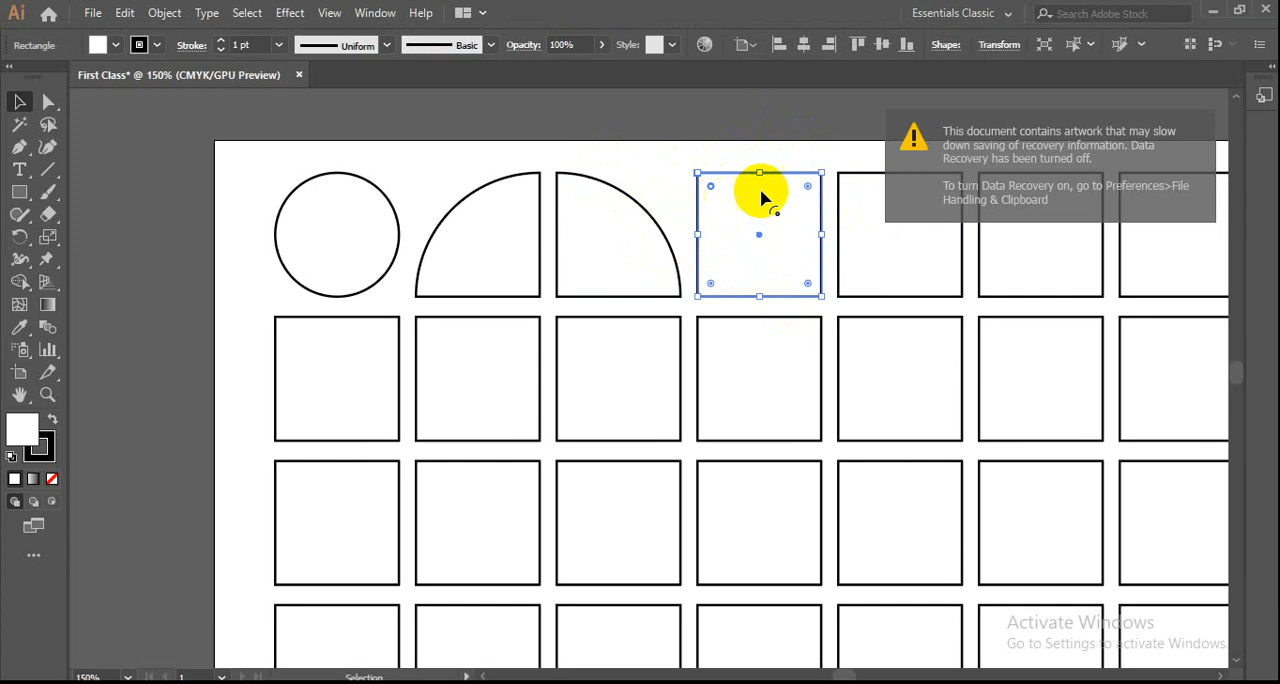 Ai File Edit Object Type Select Effect View Window Help Essentials Classic Search Adobe Stock
Rectangle Stroke: 1 pt Uniform Basic Opacity: 100% Style: Shape: Transform
First Class* @ 150% (CMYK/GPU Preview)
This document contains artwork that may slow
down saving of recovery information. Data
Recovery has been turned off.
To turn Data Recovery on, go to Preferences>File
Handling & Clipboard
Activate Windows
Go to Settings to activate Windows.
150% 1 Selection